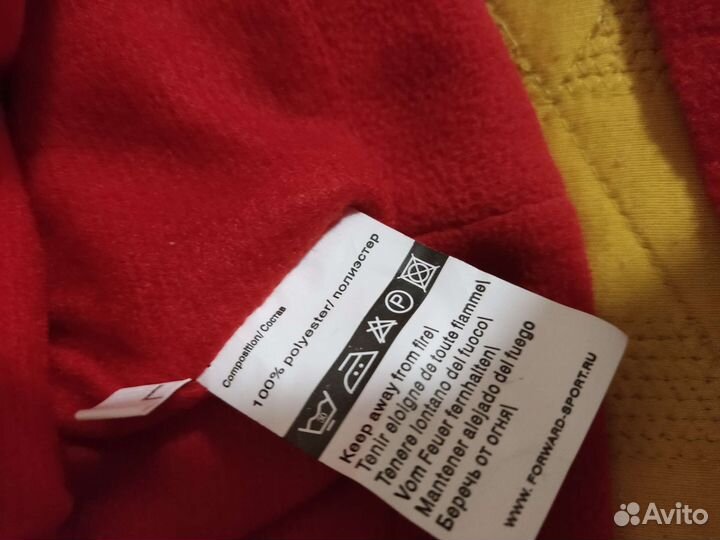 Composition/ Состав
100% polyester/ полиэстер
Keep away from fire\
Tenir eloigne de toute flamme\
Tenere lontano del fuoco\
Vom Feuer fernhalten\
Mantener alejado del fuego
Беречь от огня\
WWW.FORWARD-SPORT.RU
Avito